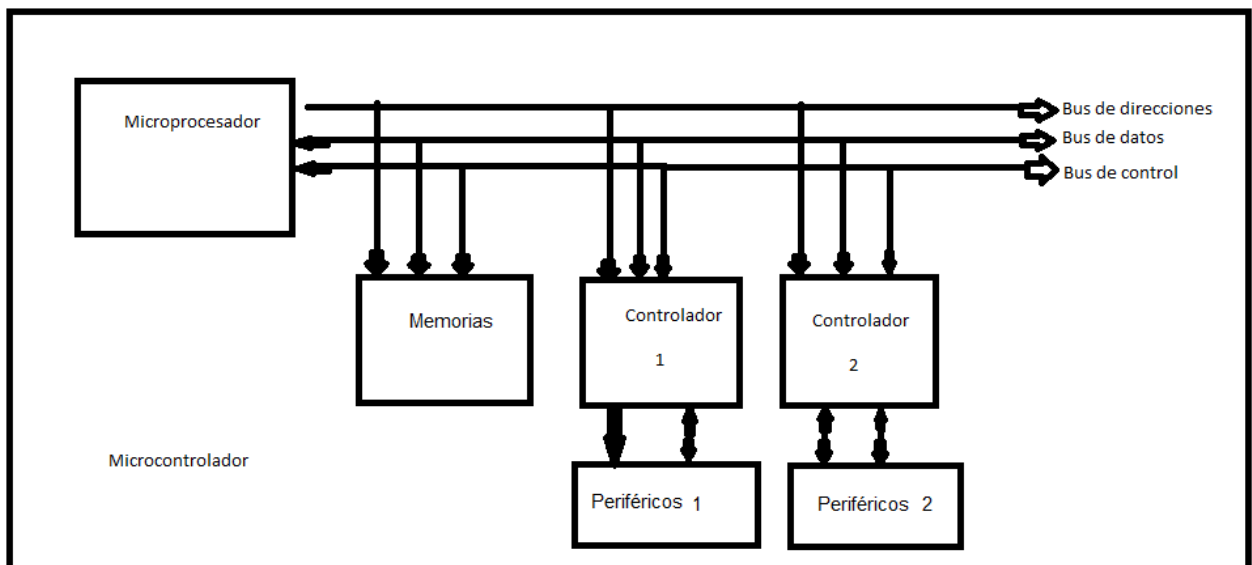 Microprocesador
Bus de direcciones
Bus de datos
Bus de control
Memorias
Controlador
1
Controlador
2
Microcontrolador
Periféricos 1
Periféricos 2